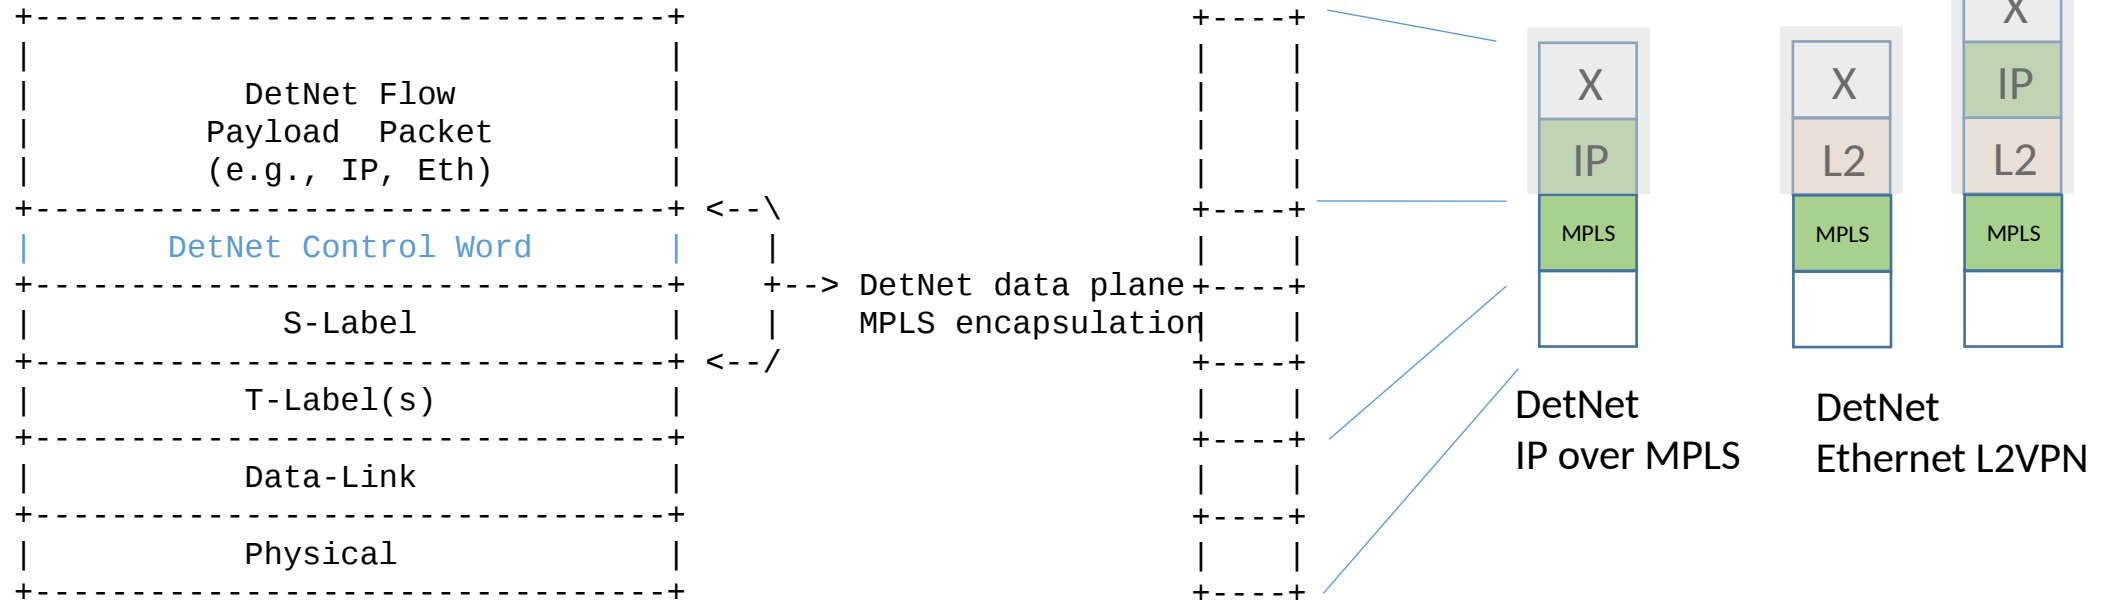 DetNet Flow
Payload  Packet
(e.g., IP, Eth)
DetNet Control Word
S-Label
T-Label(s)
Data-Link
Physical
<--\
+--> DetNet data plane
MPLS encapsulation
<--/
X
IP
MPLS
DetNet
IP over MPLS
X
L2
MPLS
X
IP
L2
MPLS
DetNet
Ethernet L2VPN